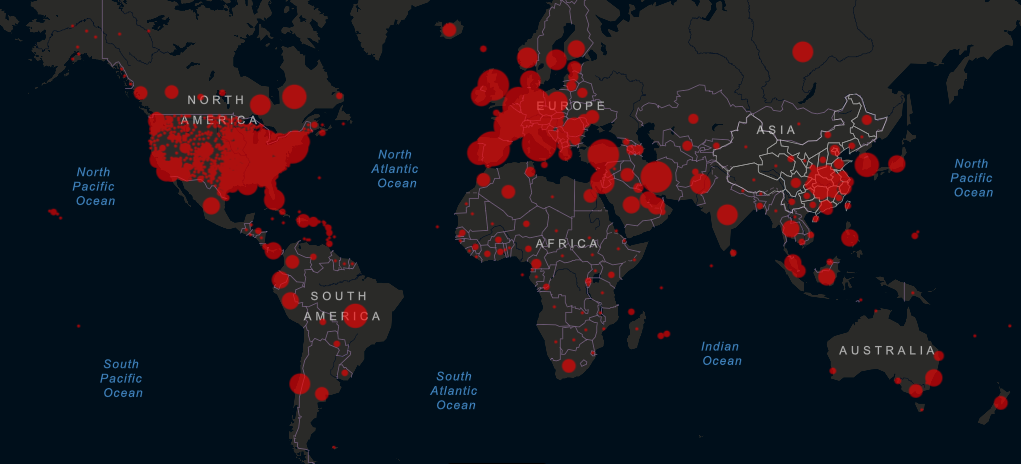 NORTH
AMERICA
EUROPE
ASIA
North
Pacific
Ocean
North
Atlantic
Ocean
North
Pacific
Ocean
AFRICA
SOUTH
AMERICA
South
Pacific
Ocean
South
Atlantic
Ocean
Indian
Ocean
AUSTRALIA